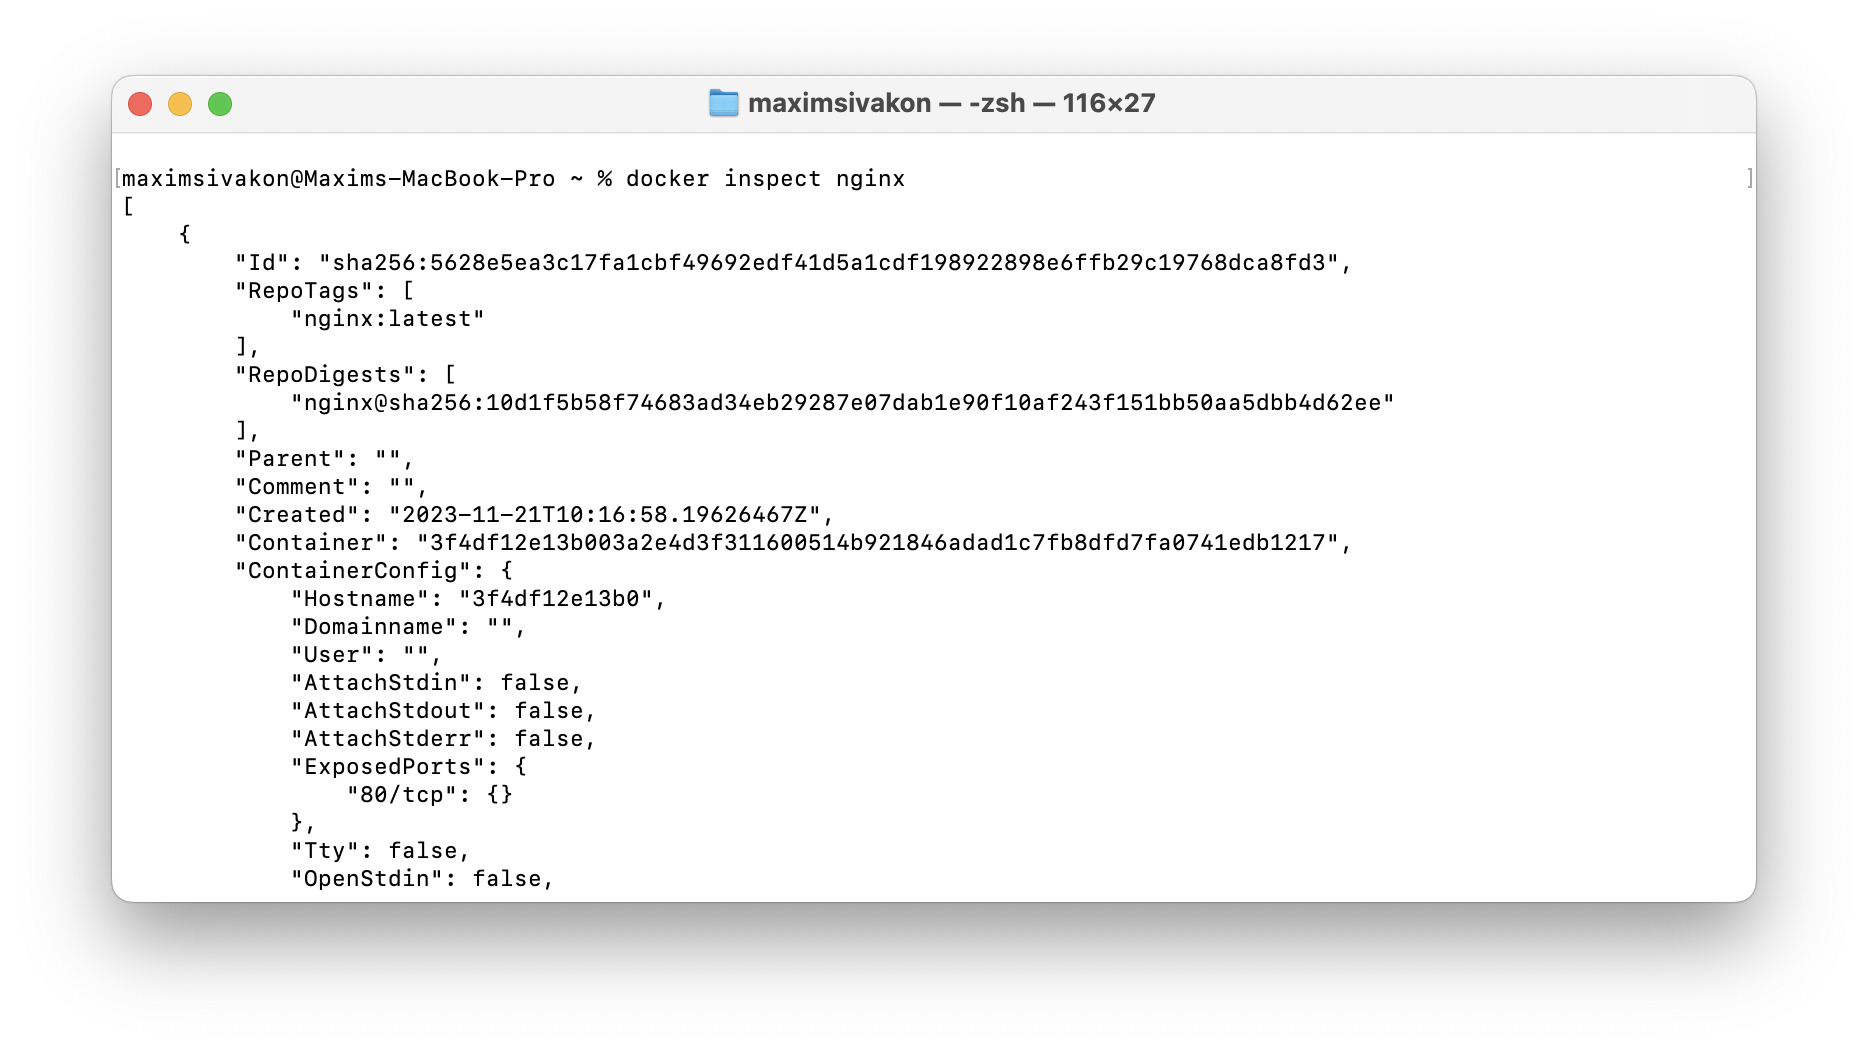 maximsivakon — -zsh — 116×27
[maximsivakon@Maxims-MacBook-Pro ~ % docker inspect nginx ]
[
    {
        "Id": "sha256:5628e5ea3c17fa1cbf49692edf41d5a1cdf198922898e6ffb29c19768dca8fd3",
        "RepoTags": [
            "nginx:latest"
        ],
        "RepoDigests": [
            "nginx@sha256:10d1f5b58f74683ad34eb29287e07dab1e90f10af243f151bb50aa5dbb4d62ee"
        ],
        "Parent": "",
        "Comment": "",
        "Created": "2023-11-21T10:16:58.19626467Z",
        "Container": "3f4df12e13b003a2e4d3f311600514b921846adad1c7fb8dfd7fa0741edb1217",
        "ContainerConfig": {
            "Hostname": "3f4df12e13b0",
            "Domainname": "",
            "User": "",
            "AttachStdin": false,
            "AttachStdout": false,
            "AttachStderr": false,
            "ExposedPorts": {
                "80/tcp": {}
            },
            "Tty": false,
            "OpenStdin": false,